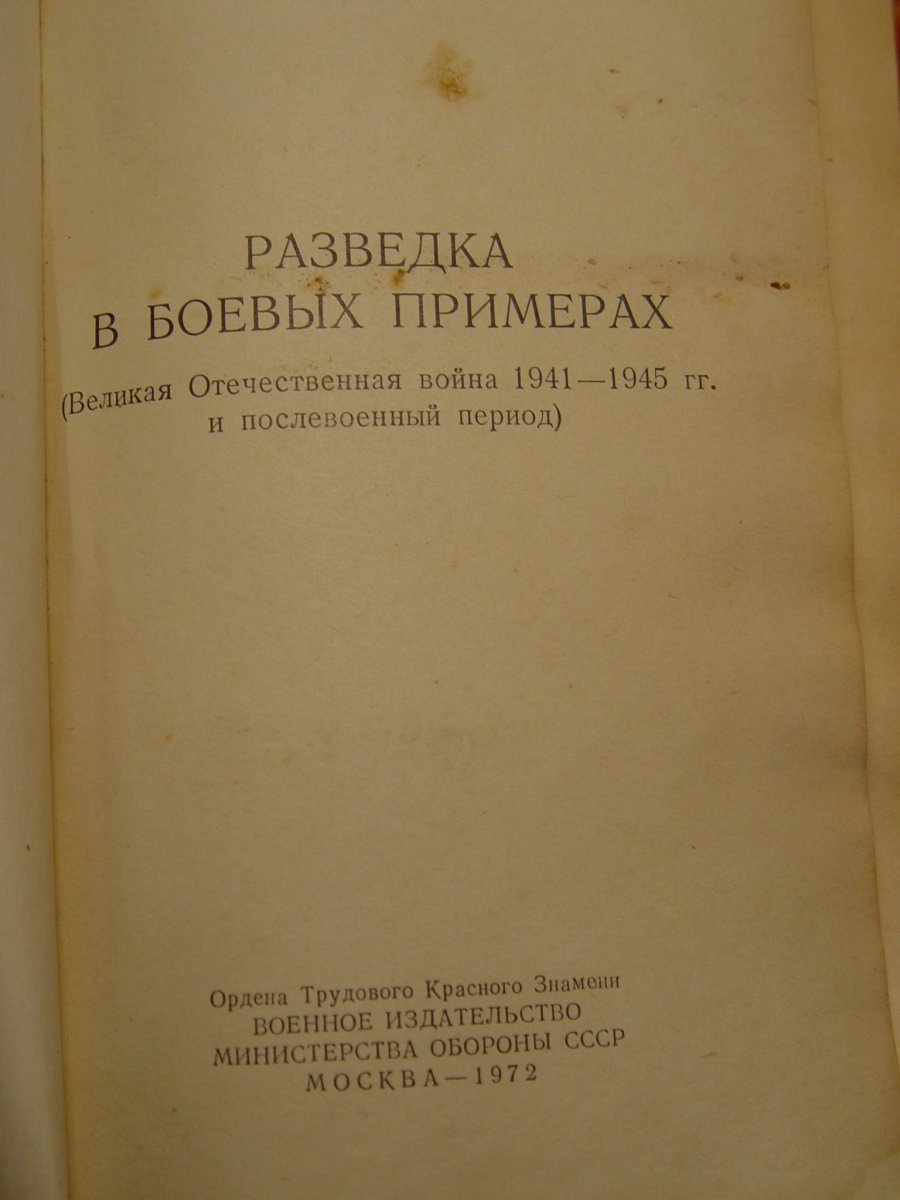 РАЗВЕДКА
В БОЕВЫХ ПРИМЕРАХ
(Великая Отечественная война 1941—1945 гг.
и послевоенный период)
Ордена Трудового Красного Знамени
ВОЕННОЕ ИЗДАТЕЛЬСТВО
МИНИСТЕРСТВА ОБОРОНЫ СССР
МОСКВА—1972